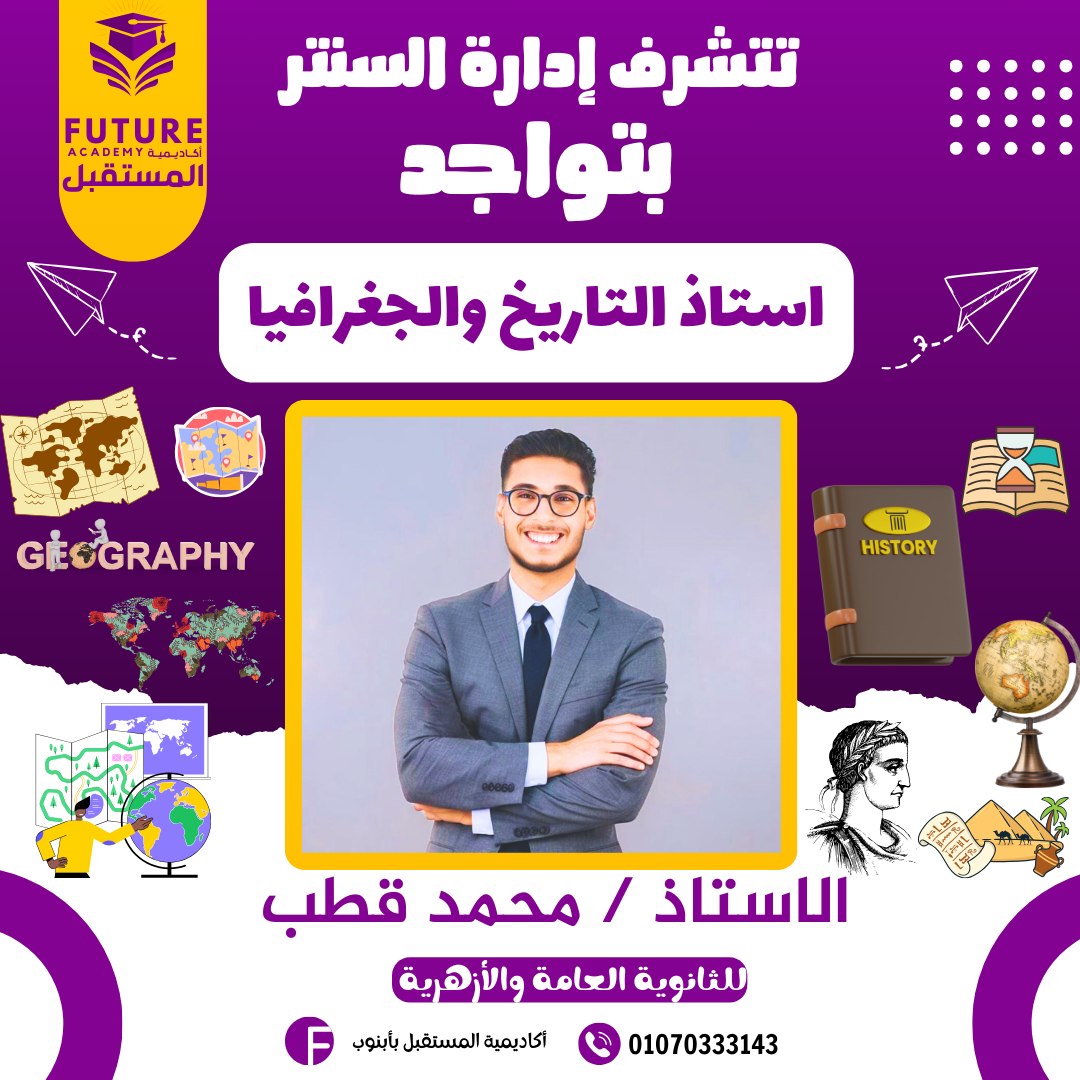 FUTURE
ACADEMY أكاديمية
المستقبل
تتشرف إدارة السنتر
بتواجد
استاذ التاريخ والجغرافيا
GEOGRAPHY
HISTORY
الاستاذ / محمد قطب
للثانوية العامة والأزهرية
أكاديمية المستقبل بأبنوب
01070333143